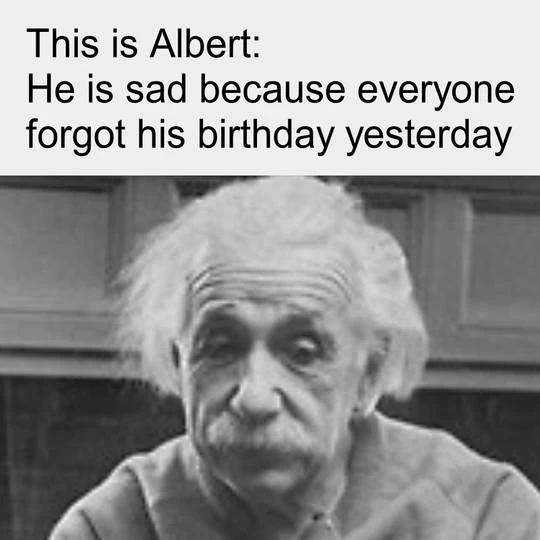 This is Albert:
He is sad because everyone
forgot his birthday yesterday